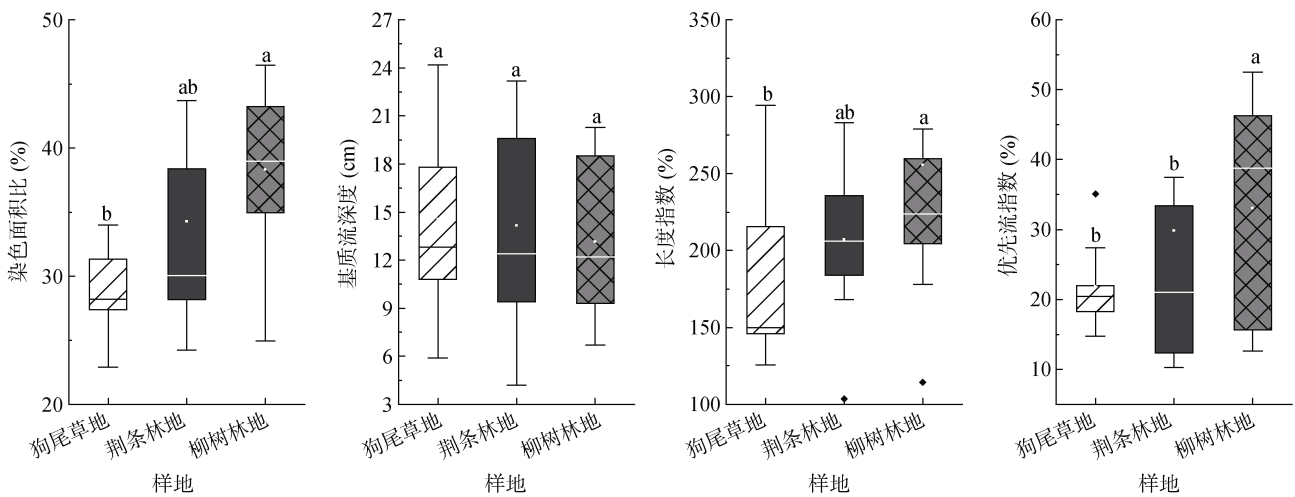 50
40
30
20
染色面积比 (%)
b
ab
a
狗尾草地
荆条林地
柳树林地
样地
27
24
21
18
15
12
9
6
3
基质流深度 (cm)
a
a
a
狗尾草地
荆条林地
柳树林地
样地
350
300
250
200
150
100
长度指数 (%)
b
ab
a
狗尾草地
荆条林地
柳树林地
样地
60
50
40
30
20
10
优先流指数 (%)
b
b
a
狗尾草地
荆条林地
柳树林地
样地